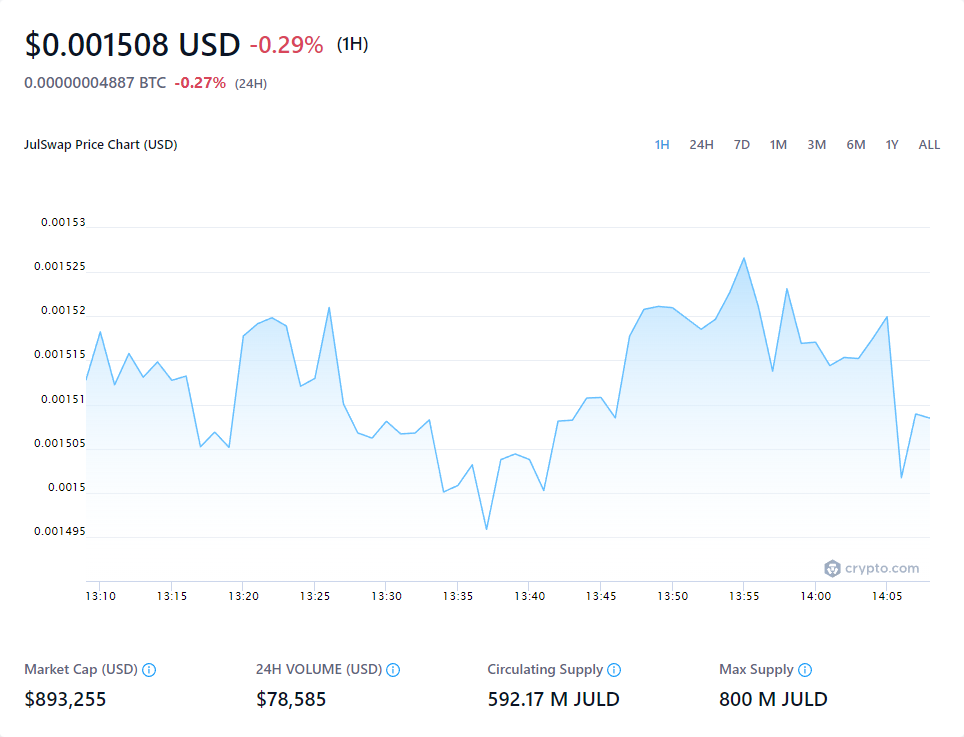 $0.001508 USD -0.29% (1H)
0.00000004887 BTC -0.27% (24H)
JulSwap Price Chart (USD) 1H 24H 7D 1M 3M 6M 1Y ALL
0.00153
0.001525
0.00152
0.001515
0.00151
0.001505
0.0015
0.001495
crypto.com
13:10 13:15 13:20 13:25 13:30 13:35 13:40 13:45 13:50 13:55 14:00 14:05
Market Cap (USD) 24H VOLUME (USD) Circulating Supply Max Supply
$893,255 $78,585 592.17 M JULD 800 M JULD